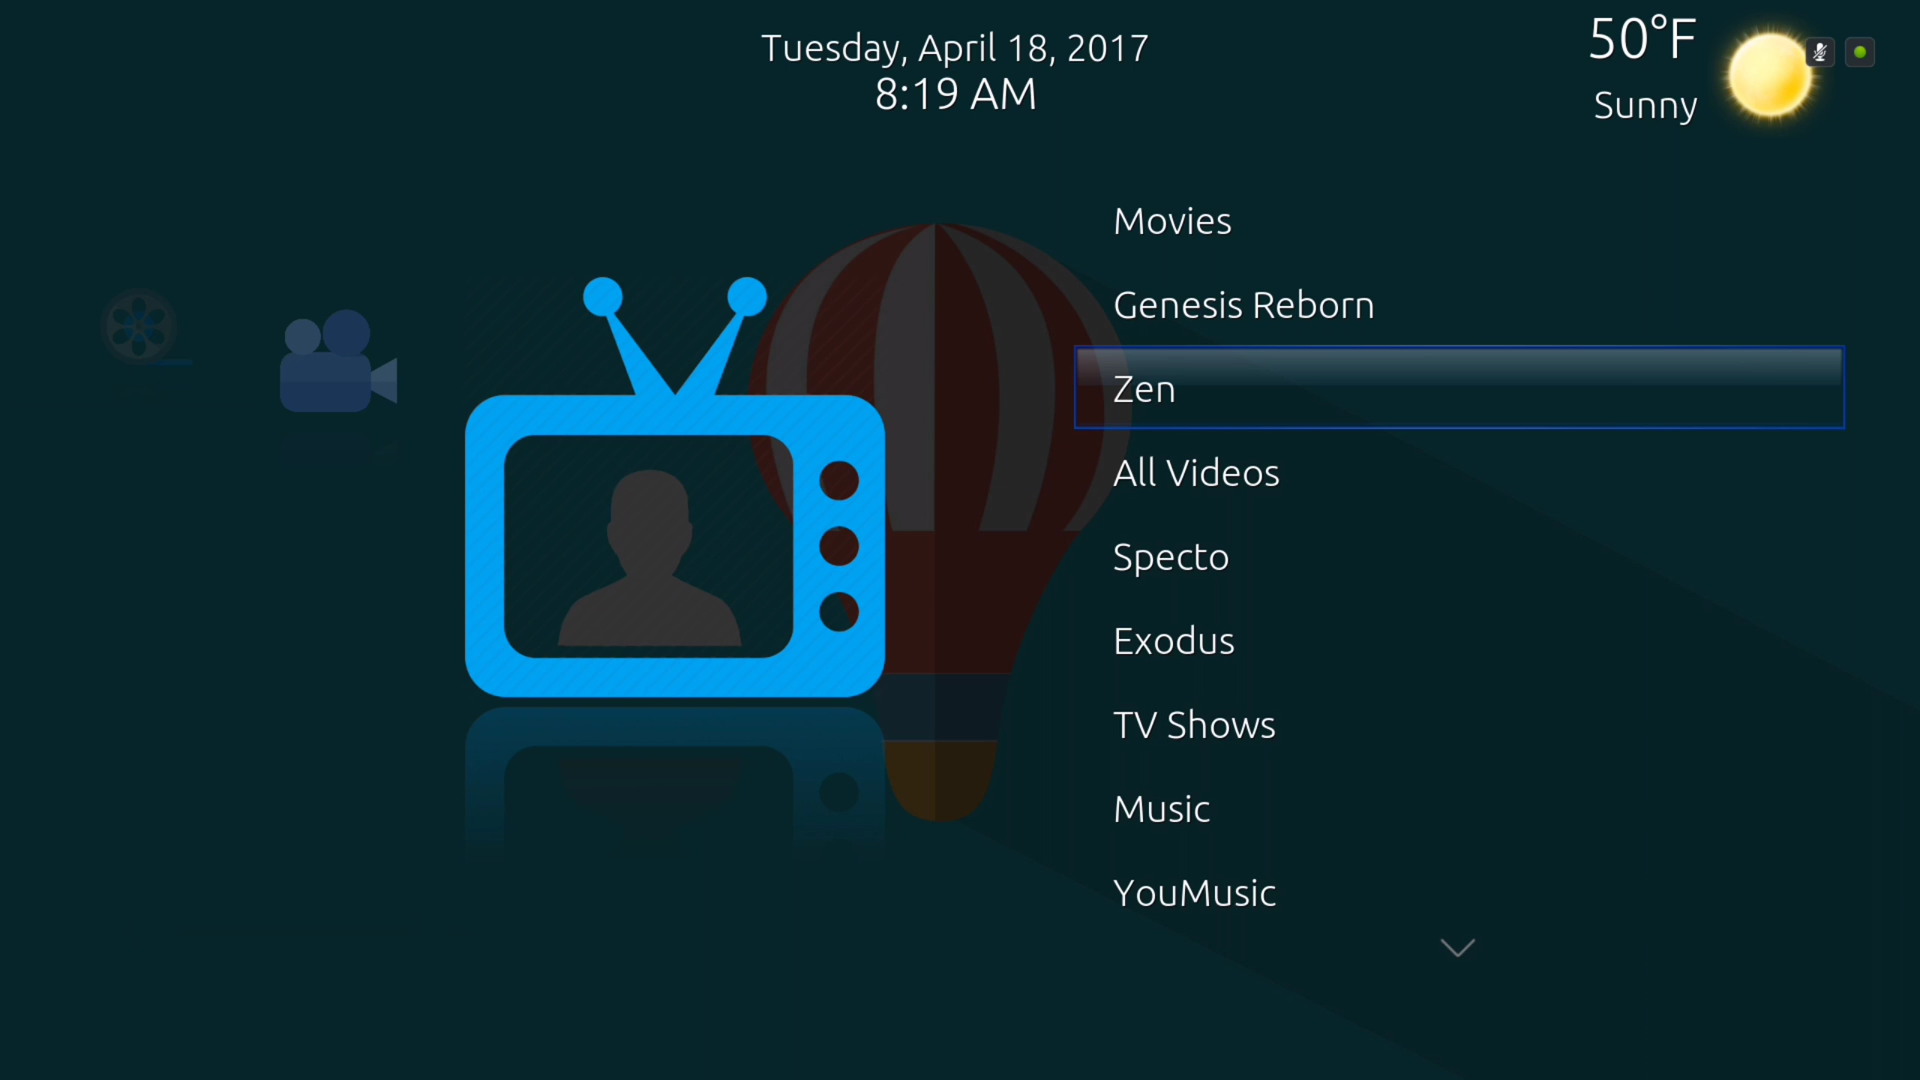 Tuesday, April 18, 2017
8:19 AM
50°F
Sunny
Movies
Genesis Reborn
Zen
All Videos
Specto
Exodus
TV Shows
Music
YouMusic